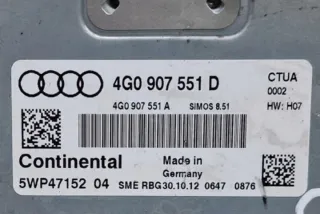 4G0 907 551 D
CTUA
0002
4G0 907 551 A SiMOS 8.51
HW: H07
Continental
Made in
Germany
5WP47152 04 SME RBG30.10.12 0647 0876